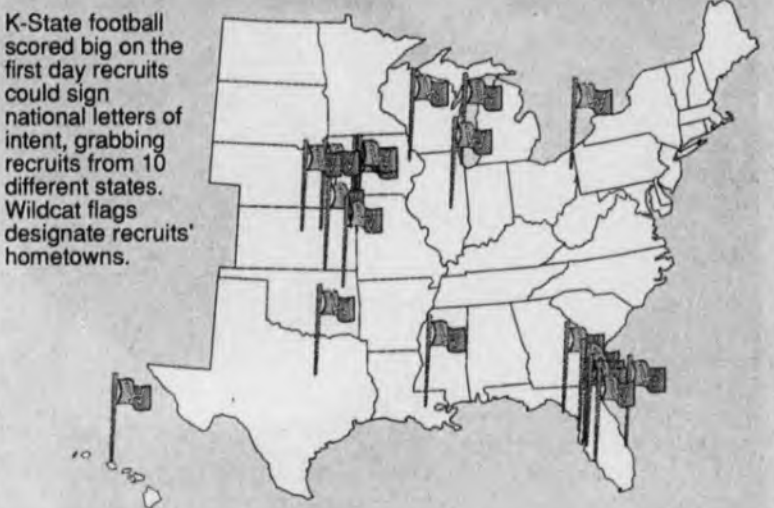 K-State football
scored big on the
first day recruits
could sign
national letters of
intent, grabbing
recruits from 10
different states.
Wildcat flags
designate recruits'
hometowns.